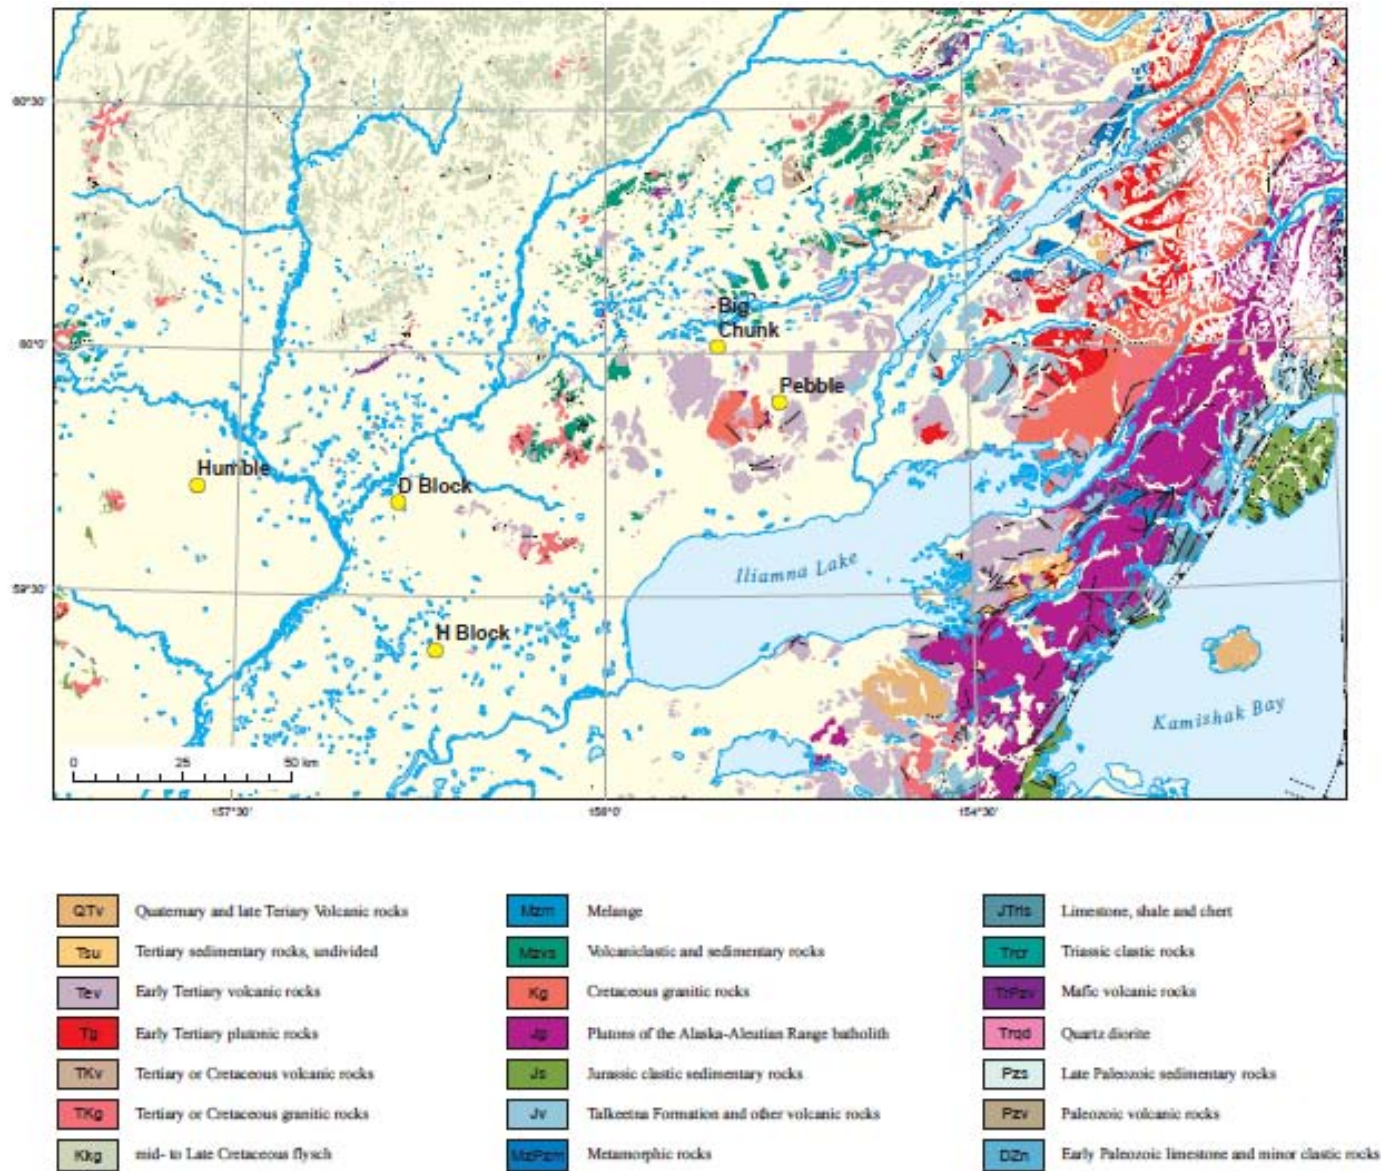 60°30'
Big
Chunk
60°0'
Pebble
Humble
D Block
Iliamna Lake
59°30'
H Block
Kamishak Bay
0 25 50 km
157°30' 156°0' 154°30'
QTv Quaternary and late Teriary Volcanic rocks
Tsu Tertiary sedimentary rocks, undivided
Tev Early Tertiary volcanic rocks
Tg Early Tertiary plutonic rocks
TKv Tertiary or Cretaceous volcanic rocks
TKg Tertiary or Cretaceous granitic rocks
Kkg mid- to Late Cretaceous flysch
Mzm Melange
Mzvs Volcaniclastic and sedimentary rocks
Kg Cretaceous granitic rocks
Jg Plutons of the Alaska-Aleutian Range batholith
Js Jurassic clastic sedimentary rocks
Jv Talkeetna Formation and other volcanic rocks
MzPzm Metamorphic rocks
JTrls Limestone, shale and chert
Trcr Triassic clastic rocks
TrPzv Mafic volcanic rocks
Trqd Quartz diorite
Pzs Late Paleozoic sedimentary rocks
Pzv Paleozoic volcanic rocks
DZn Early Paleozoic limestone and minor clastic rocks